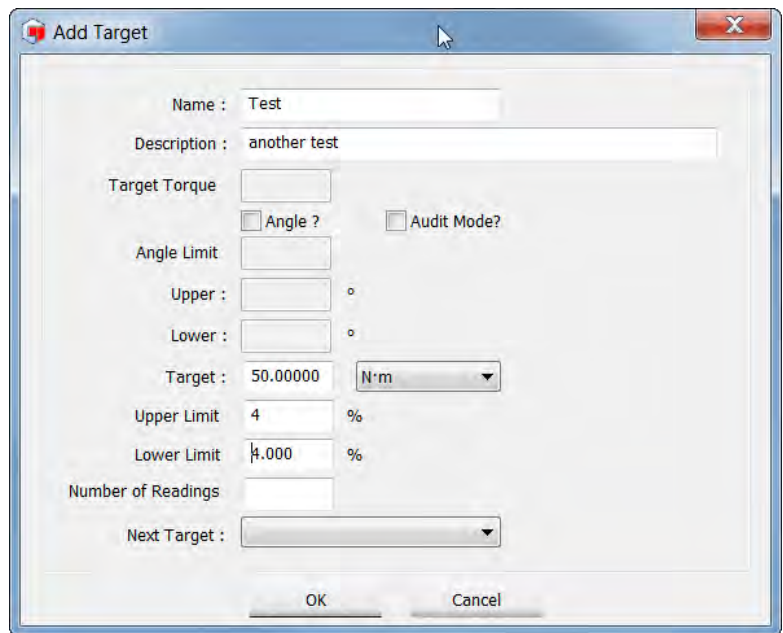 Add Target
Name : Test
Description : another test
Target Torque
Angle ? Audit Mode?
Angle Limit
Upper : °
Lower : °
Target : 50.00000 N·m
Upper Limit 4 %
Lower Limit 4.000 %
Number of Readings
Next Target :
OK Cancel